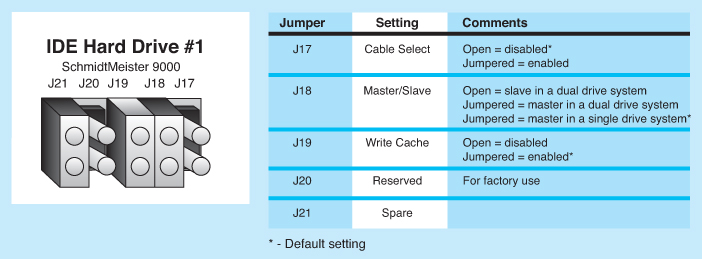 IDE Hard Drive #1
SchmidtMeister 9000
J21 J20 J19 J18 J17
Jumper Setting Comments
J17 Cable Select Open = disabled*
Jumpered = enabled
J18 Master/Slave Open = slave in a dual drive system
Jumpered = master in a dual drive system
Jumpered = master in a single drive system*
J19 Write Cache Open = disabled
Jumpered = enabled*
J20 Reserved For factory use
J21 Spare
* - Default setting